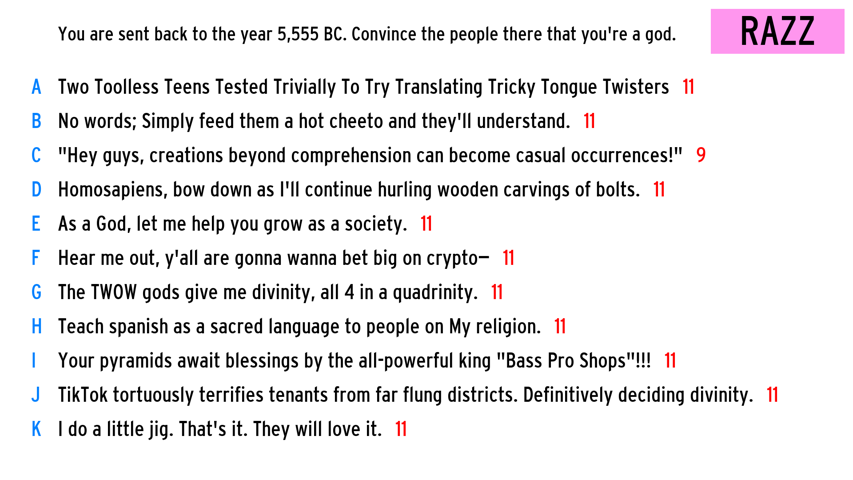 You are sent back to the year 5,555 BC. Convince the people there that you're a god.
RAZZ
A Two Toolless Teens Tested Trivially To Try Translating Tricky Tongue Twisters 11
B No words; Simply feed them a hot cheeto and they'll understand. 11
C "Hey guys, creations beyond comprehension can become casual occurrences!" 9
D Homosapiens, bow down as I'll continue hurling wooden carvings of bolts. 11
E As a God, let me help you grow as a society. 11
F Hear me out, y'all are gonna wanna bet big on crypto— 11
G The TWOW gods give me divinity, all 4 in a quadrinity. 11
H Teach spanish as a sacred language to people on My religion. 11
I Your pyramids await blessings by the all-powerful king "Bass Pro Shops"!!! 11
J TikTok tortuously terrifies tenants from far flung districts. Definitively deciding divinity. 11
K I do a little jig. That's it. They will love it. 11